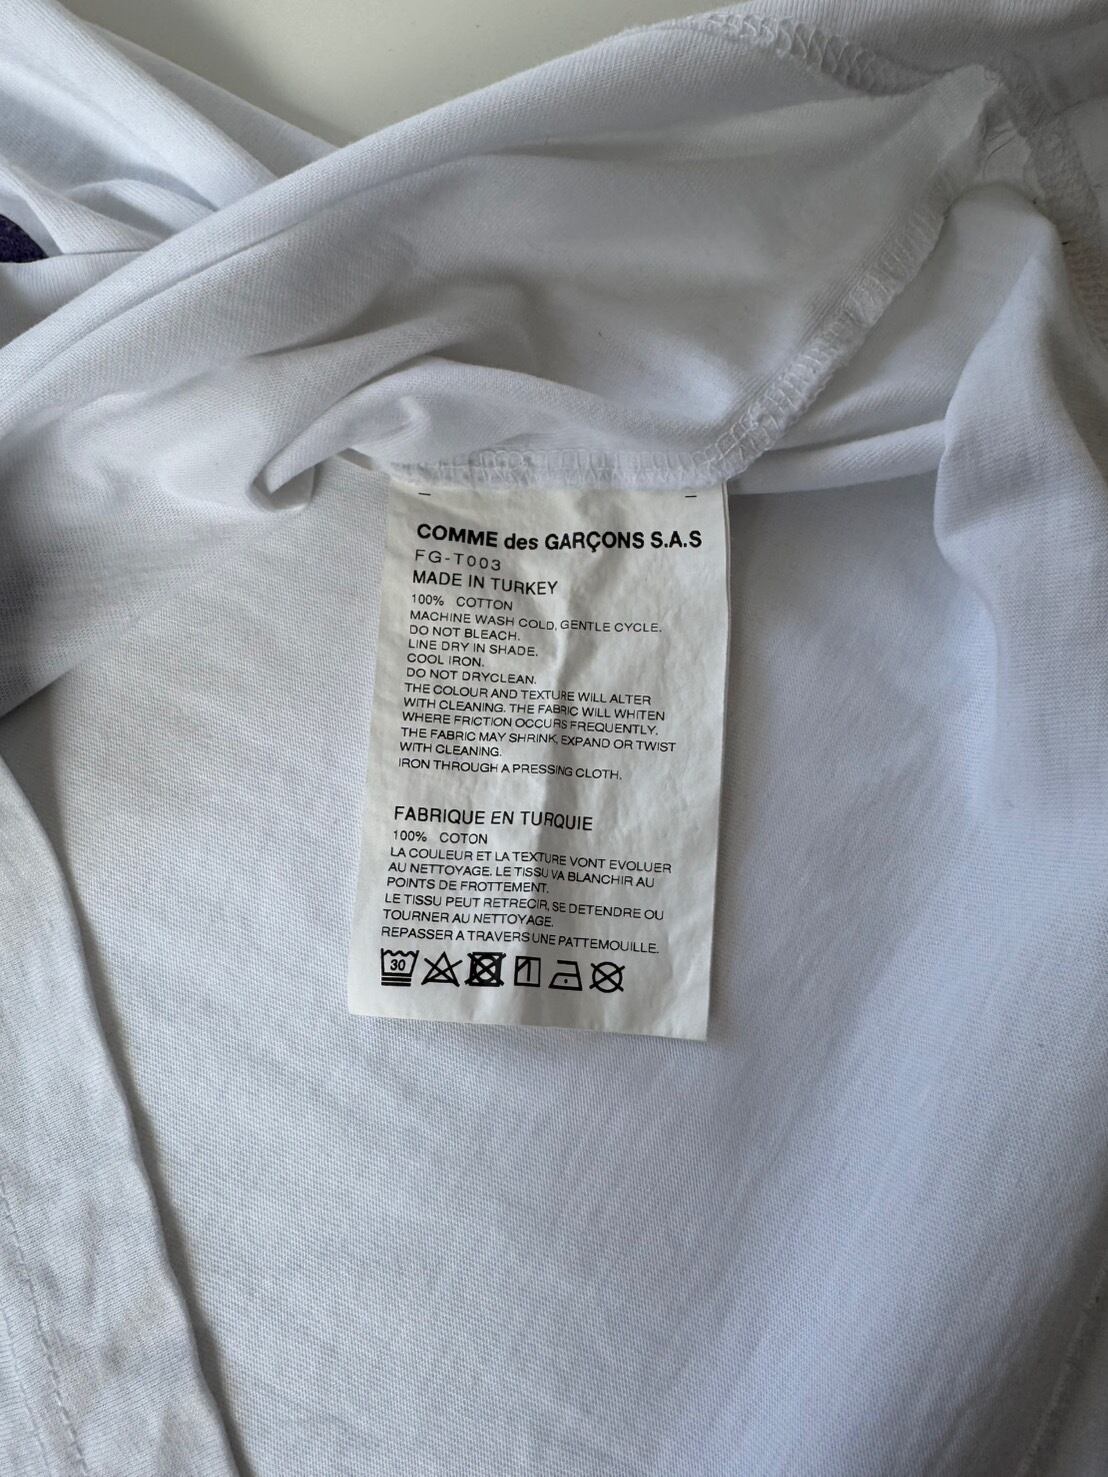 COMME des GARÇONS S.A.S
FG-T003
MADE IN TURKEY
100% COTTON
MACHINE WASH COLD, GENTLE CYCLE.
DO NOT BLEACH.
LINE DRY IN SHADE.
COOL IRON.
DO NOT DRYCLEAN.
THE COLOUR AND TEXTURE WILL ALTER
WITH CLEANING. THE FABRIC WILL WHITEN
WHERE FRICTION OCCURS FREQUENTLY.
THE FABRIC MAY SHRINK, EXPAND OR TWIST
WITH CLEANING.
IRON THROUGH A PRESSING CLOTH.
FABRIQUE EN TURQUIE
100% COTON
LA COULEUR ET LA TEXTURE VONT EVOLUER
AU NETTOYAGE. LE TISSU VA BLANCHIR AU
POINTS DE FROTTEMENT.
LE TISSU PEUT RETRECIR, SE DETENDRE OU
TOURNER AU NETTOYAGE.
REPASSER A TRAVERS UNE PATTEMOUILLE.
30